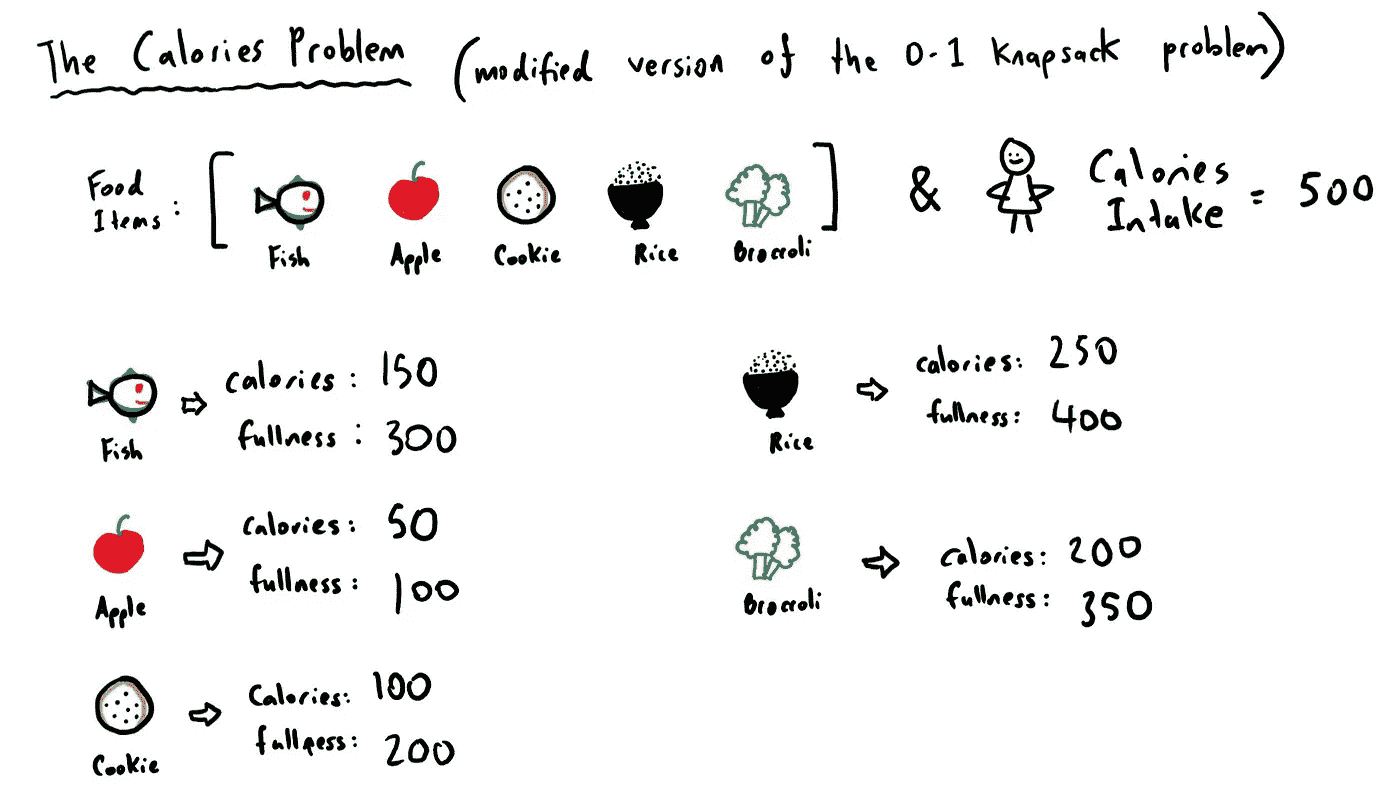 The Calories Problem (modified version of the 0-1 Knapsack problem)
Food Items: [ Fish Apple Cookie Rice Broccoli ] & Calories Intake = 500
Fish ⇒ calories: 150
fullness: 300
Apple ⇒ calories: 50
fullness: 100
Cookie ⇒ Calories: 100
fullness: 200
Rice ⇒ calories: 250
fullness: 400
Broccoli ⇒ calories: 200
fullness: 350